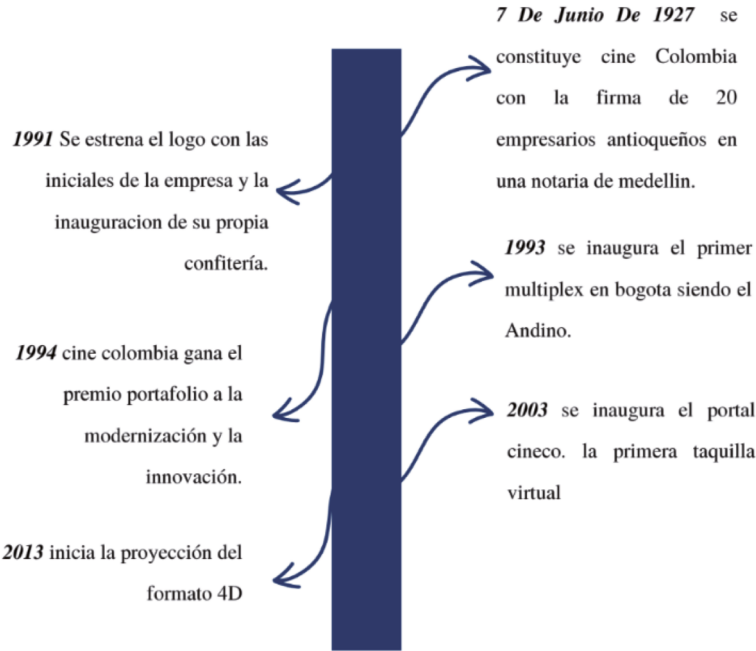 7 De Junio De 1927 se
constituye cine Colombia
con la firma de 20
empresarios antioqueños en
una notaria de medellin.
1991 Se estrena el logo con las
iniciales de la empresa y la
inauguracion de su propia
confitería.
1993 se inaugura el primer
multiplex en bogota siendo el
Andino.
1994 cine colombia gana el
premio portafolio a la
modernización y la
innovación.
2003 se inaugura el portal
cineco. la primera taquilla
virtual
2013 inicia la proyección del
formato 4D